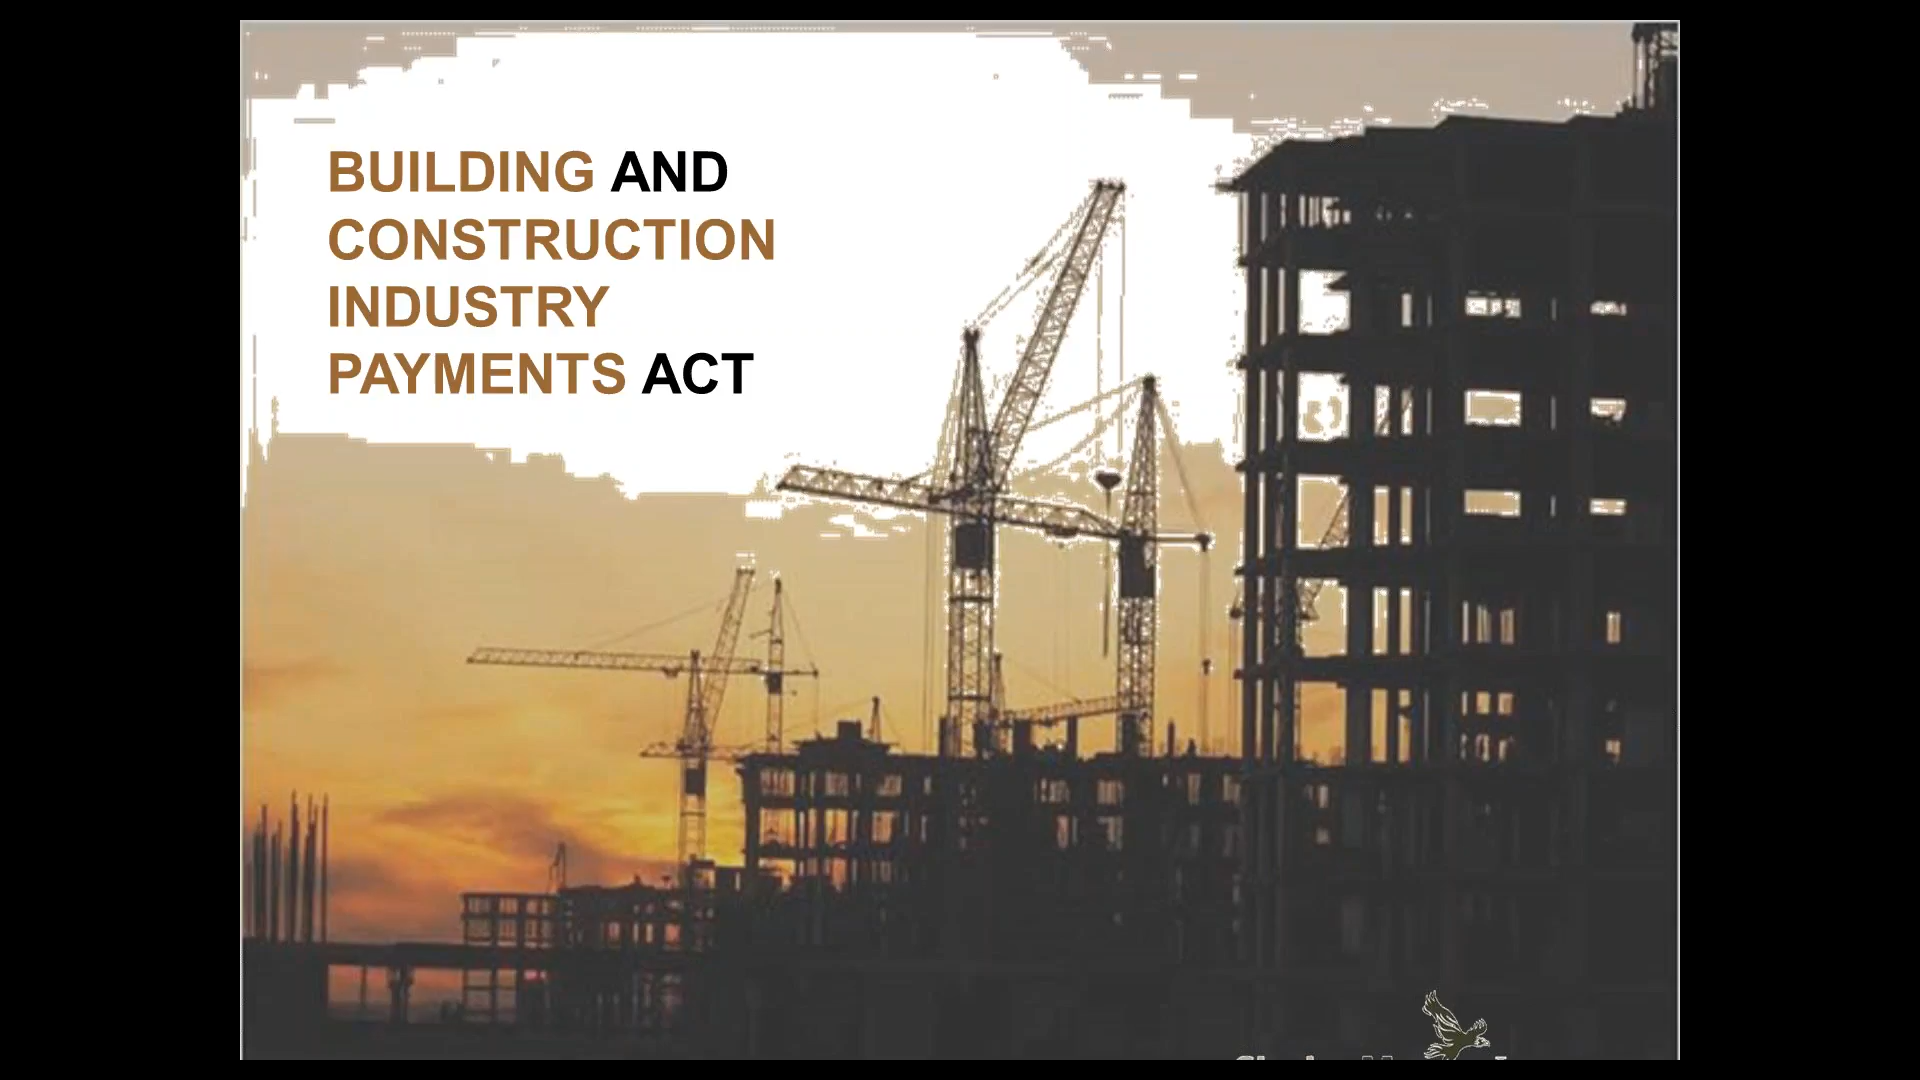 BUILDING AND
CONSTRUCTION
INDUSTRY
PAYMENTS ACT